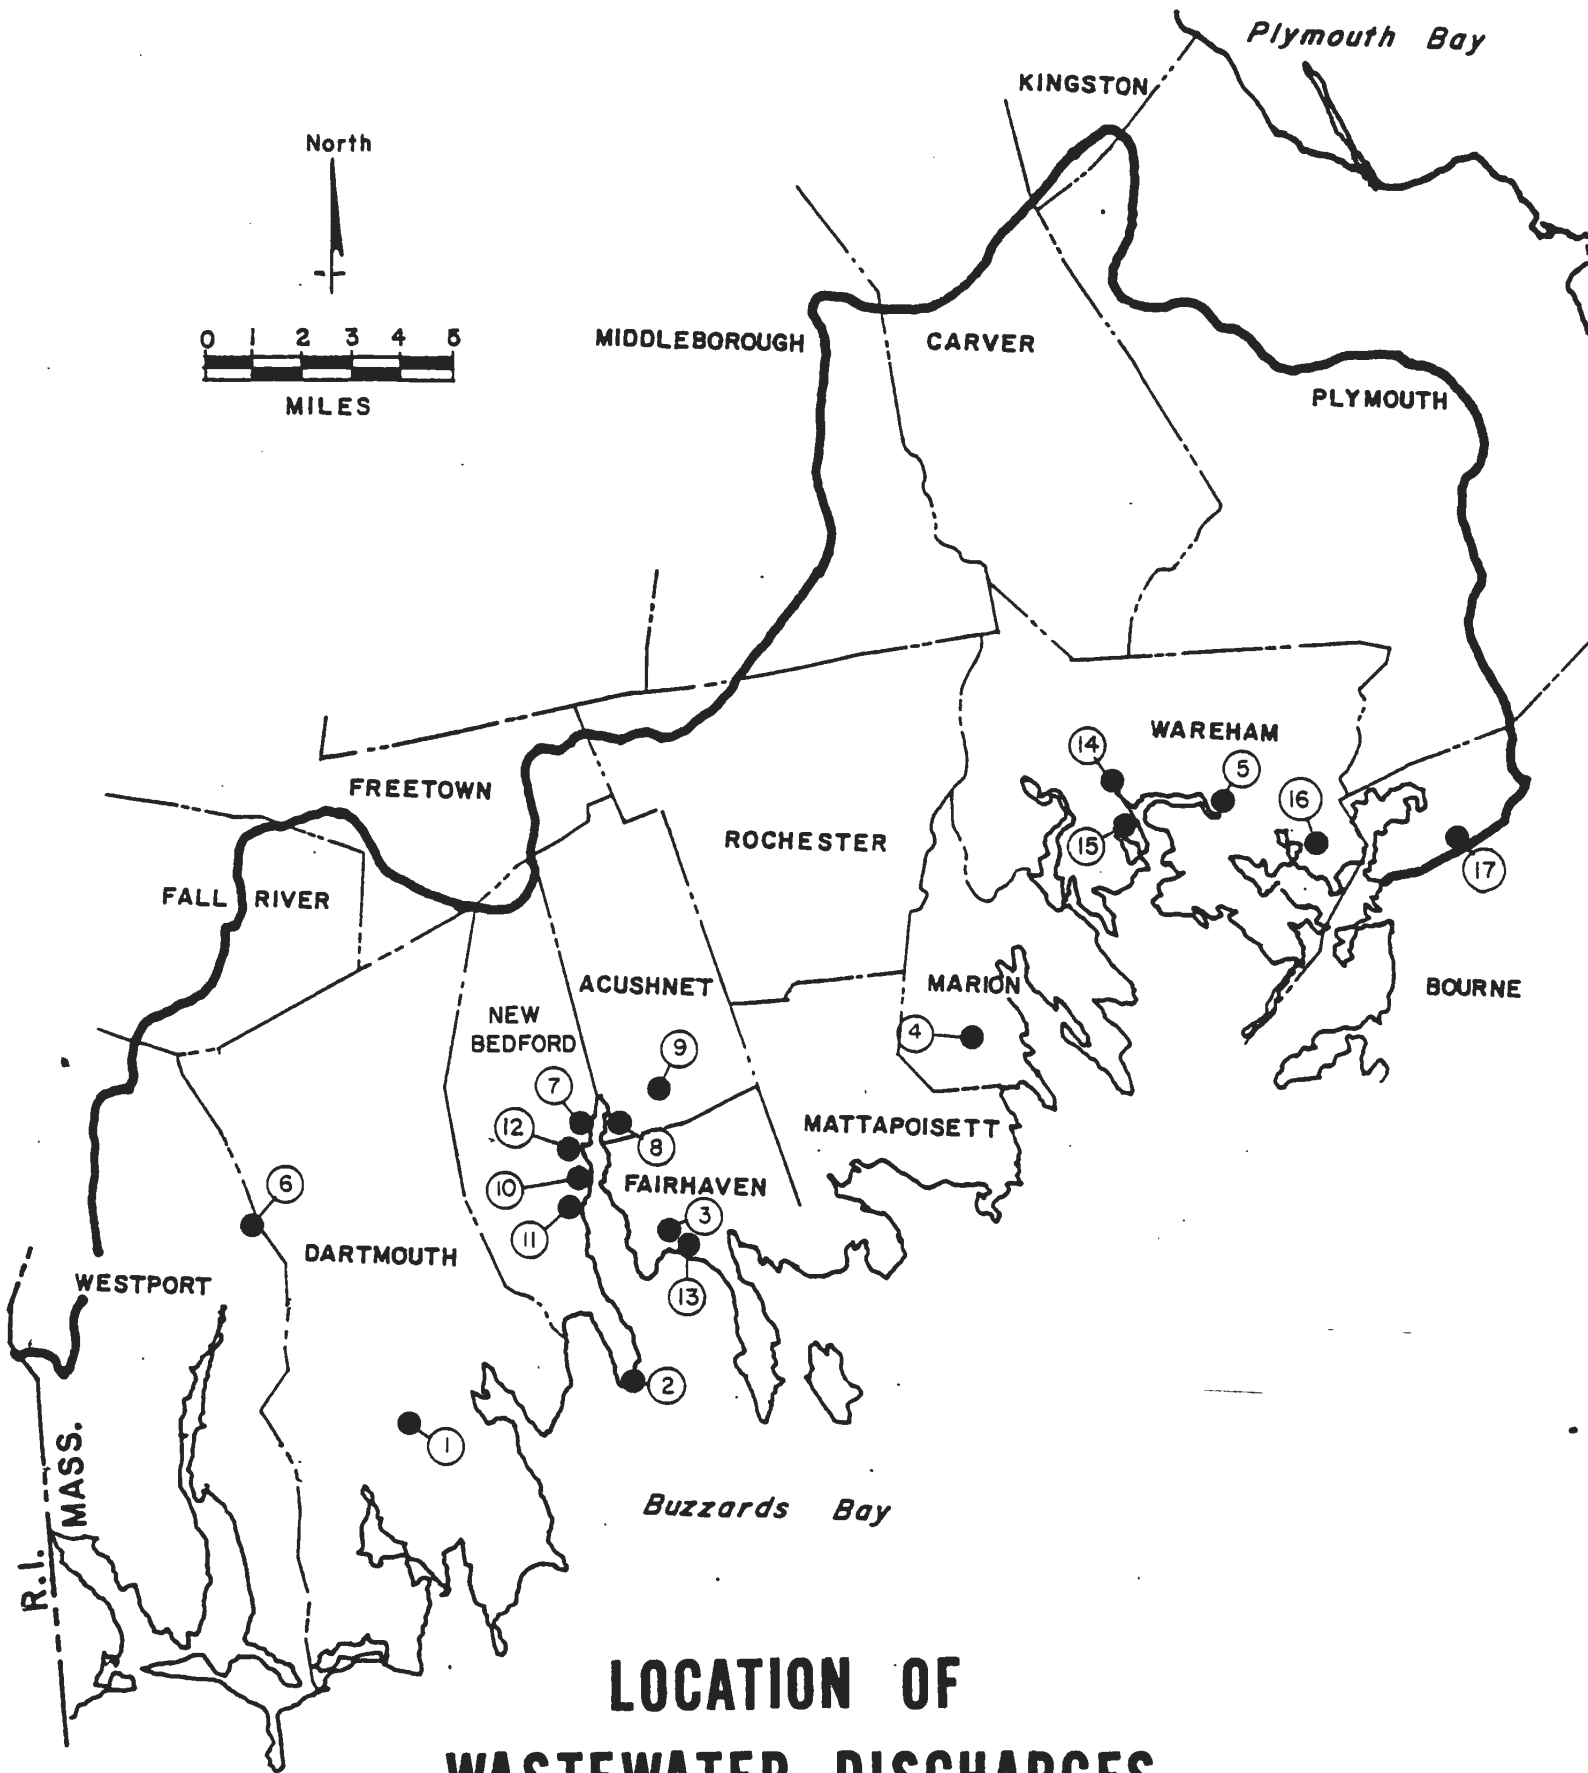 Plymouth Bay
KINGSTON
North
0 1 2 3 4 5
MILES
MIDDLEBOROUGH
CARVER
PLYMOUTH
WAREHAM
14
5
16
FREETOWN
ROCHESTER
15
17
FALL RIVER
ACUSHNET
MARION
BOURNE
NEW
BEDFORD
4
9
7
12
8
MATTAPOISETT
6
10
FAIRHAVEN
3
11
DARTMOUTH
WESTPORT
13
2
1
MASS.
R.I.
Buzzards Bay
LOCATION OF
WASTEWATER DISCHARGES